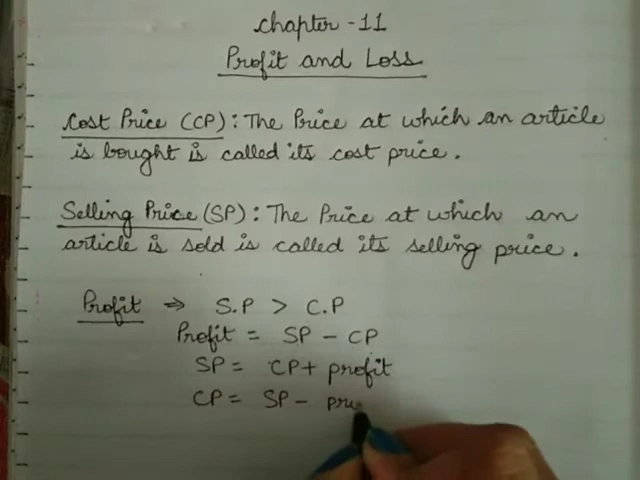 Chapter - 11
Profit and Loss
Cost Price (CP) : The Price at which an article
is bought is called its cost price.
Selling Price (SP) : The Price at which an
article is sold is called its selling price.
Profit ⇒ S.P > C.P
Profit = SP - CP
SP = CP + profit
CP = SP -